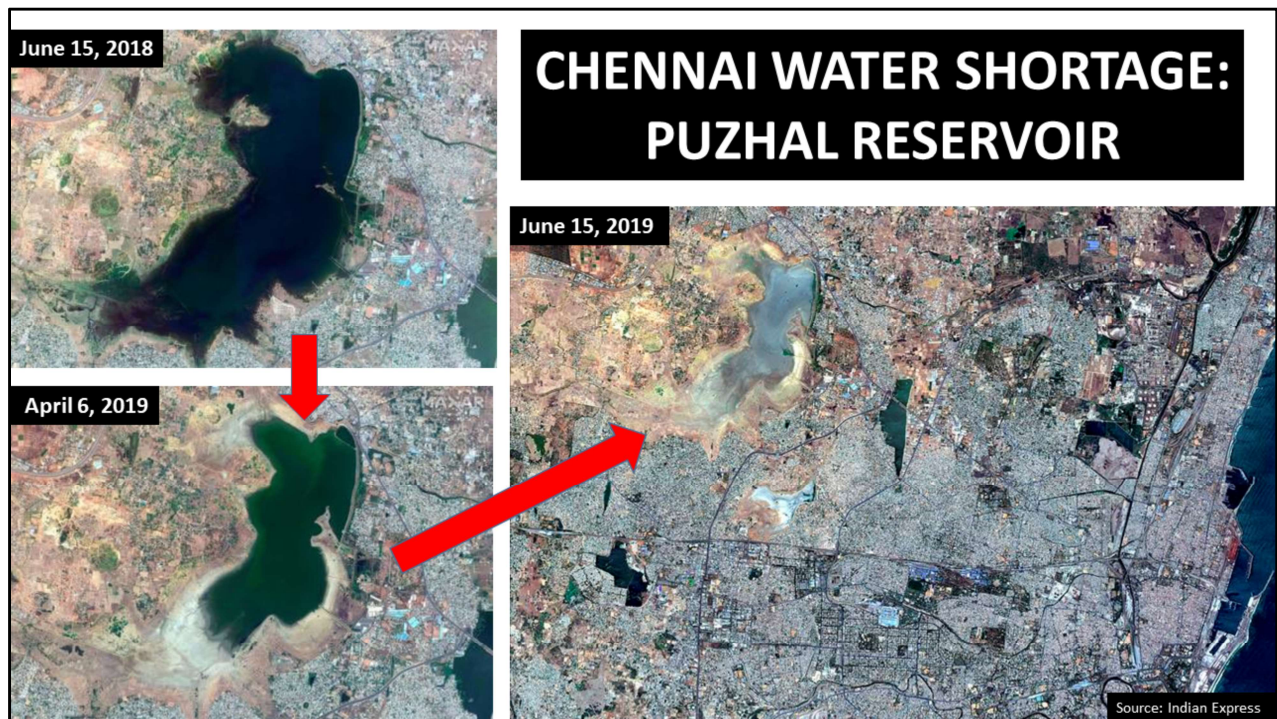 June 15, 2018
MAXAR
CHENNAI WATER SHORTAGE:
PUZHAL RESERVOIR
June 15, 2019
April 6, 2019
MAXAR
Source: Indian Express